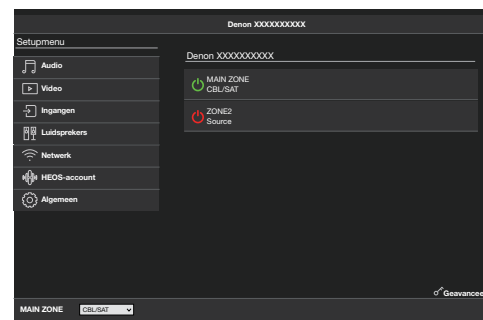 Denon XXXXXXXXXX
Setupmenu
Audio
Video
Ingangen
Luidsprekers
Netwerk
HEOS-account
Algemeen
Denon XXXXXXXXXX
MAIN ZONE
CBL/SAT
ZONE2
Source
Geavancee
MAIN ZONE CBL/SAT